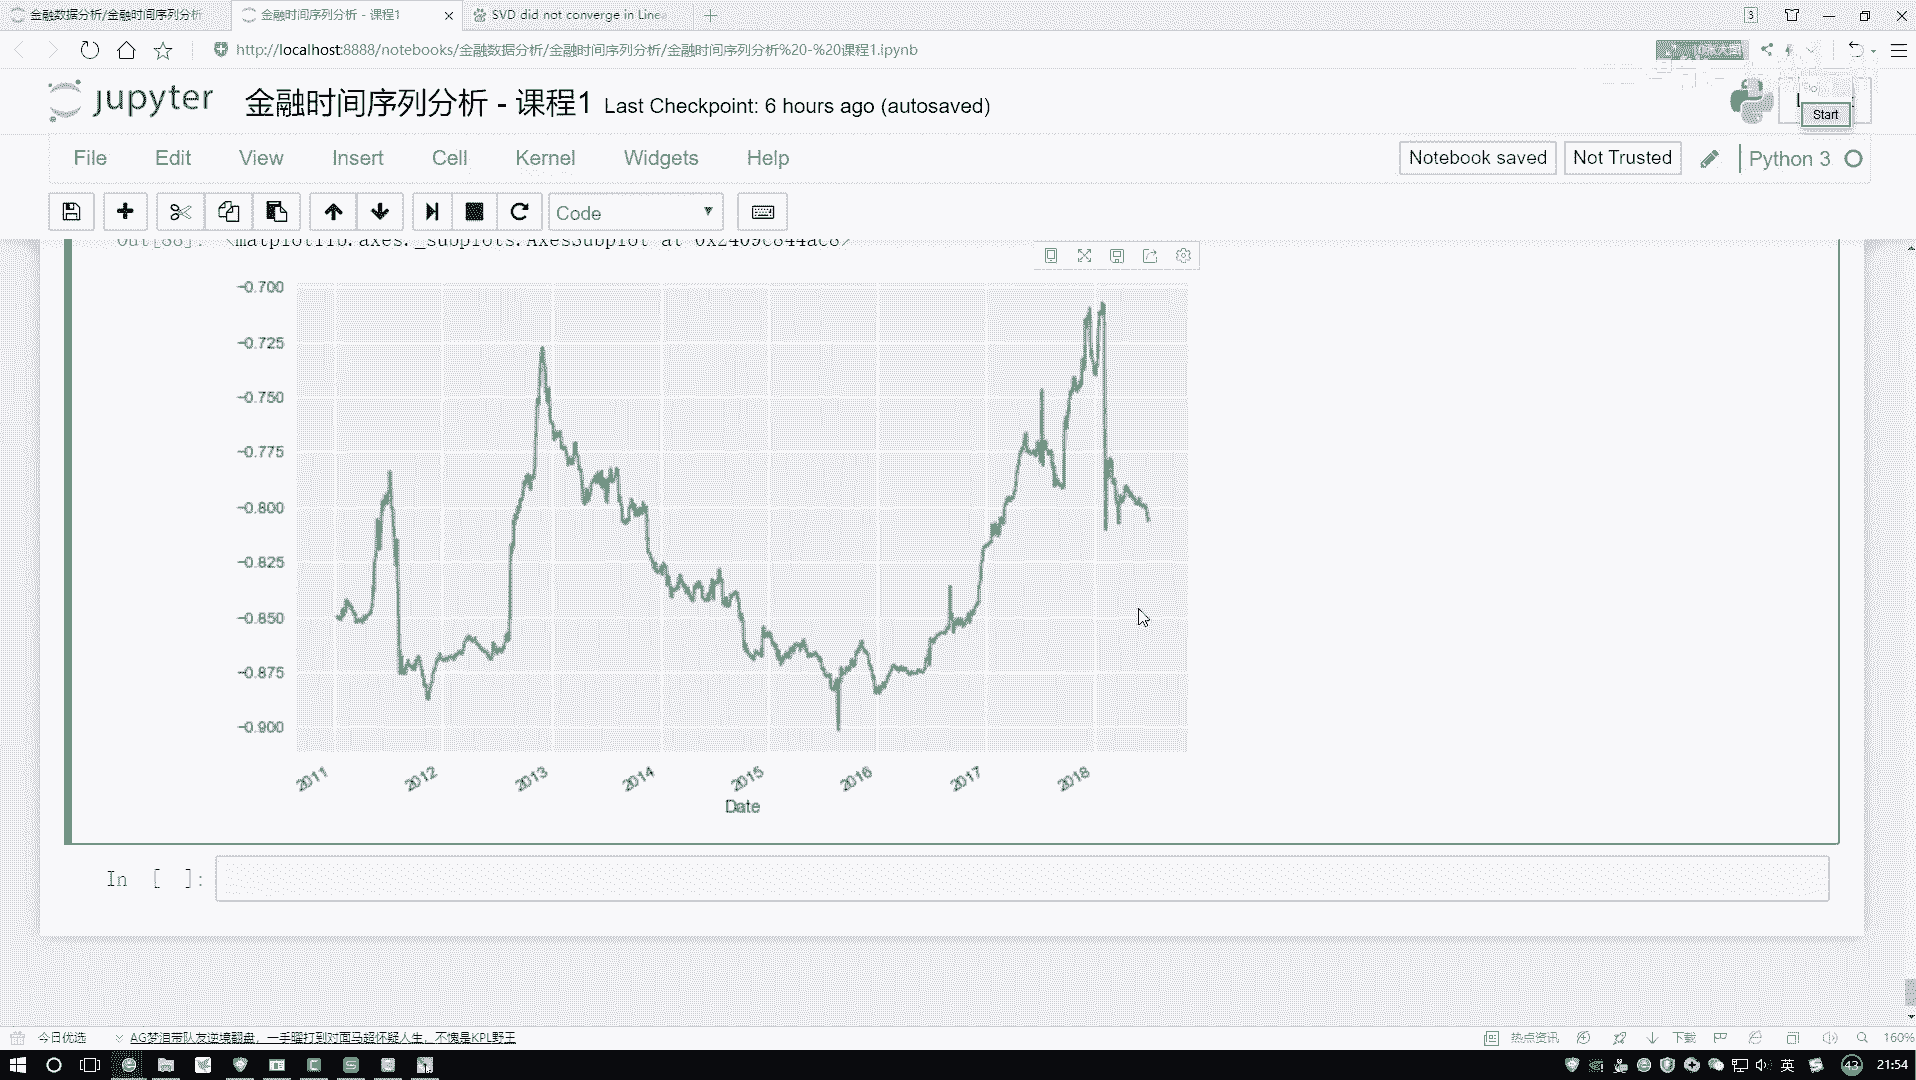 金融数据分析/金融时间序列分析
金融时间序列分析 - 课程1
SVD did not converge in Linea
3
http://localhost:8888/notebooks/金融数据分析/金融时间序列分析/金融时间序列分析%20-%20课程1.ipynb
jupyter 金融时间序列分析 - 课程1 Last Checkpoint: 6 hours ago (autosaved)
Start
File Edit View Insert Cell Kernel Widgets Help
Notebook saved Not Trusted Python 3
Code
Out[88]: <matplotlib.axes._subplots.AxesSubplot at 0x2409c844ac8>
−0.700
−0.725
−0.750
−0.775
−0.800
−0.825
−0.850
−0.875
−0.900
2011 2012 2013 2014 2015 2016 2017 2018
Date
In [ ]:
今日优选 AG梦泪带队友逆境翻盘，一手曜打到对面马超怀疑人生，不愧是KPL野王
热点资讯 下载 160%
英 43 21:54